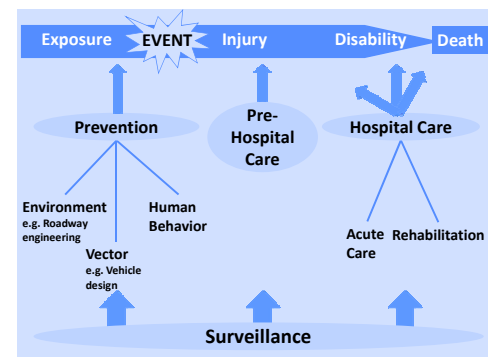 Exposure EVENT Injury Disability Death
Prevention
Pre-
Hospital
Care
Hospital Care
Environment
e.g. Roadway
engineering
Vector
e.g. Vehicle
design
Human
Behavior
Acute
Care
Rehabilitation
Surveillance